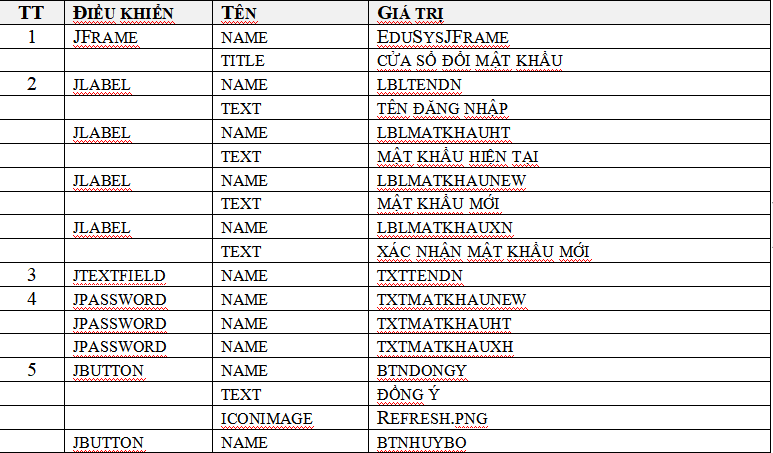 TT ĐIỀU KHIỂN TÊN GIÁ TRỊ
1 JFRAME NAME EDUSYSJFRAME
TITLE CỬA SỔ ĐỔI MẬT KHẨU
2 JLABEL NAME LBLTENDN
TEXT TÊN ĐĂNG NHẬP
JLABEL NAME LBLMATKHAUHT
TEXT MẬT KHẨU HIỆN TẠI
JLABEL NAME LBLMATKHAUNEW
TEXT MẬT KHẨU MỚI
JLABEL NAME LBLMATKHAUXN
TEXT XÁC NHẬN MẬT KHẨU MỚI
3 JTEXTFIELD NAME TXTTENDN
4 JPASSWORD NAME TXTMATKHAUNEW
JPASSWORD NAME TXTMATKHAUHT
JPASSWORD NAME TXTMATKHAUXH
5 JBUTTON NAME BTNDONGY
TEXT ĐỒNG Ý
ICONIMAGE REFRESH.PNG
JBUTTON NAME BTNHUYBO